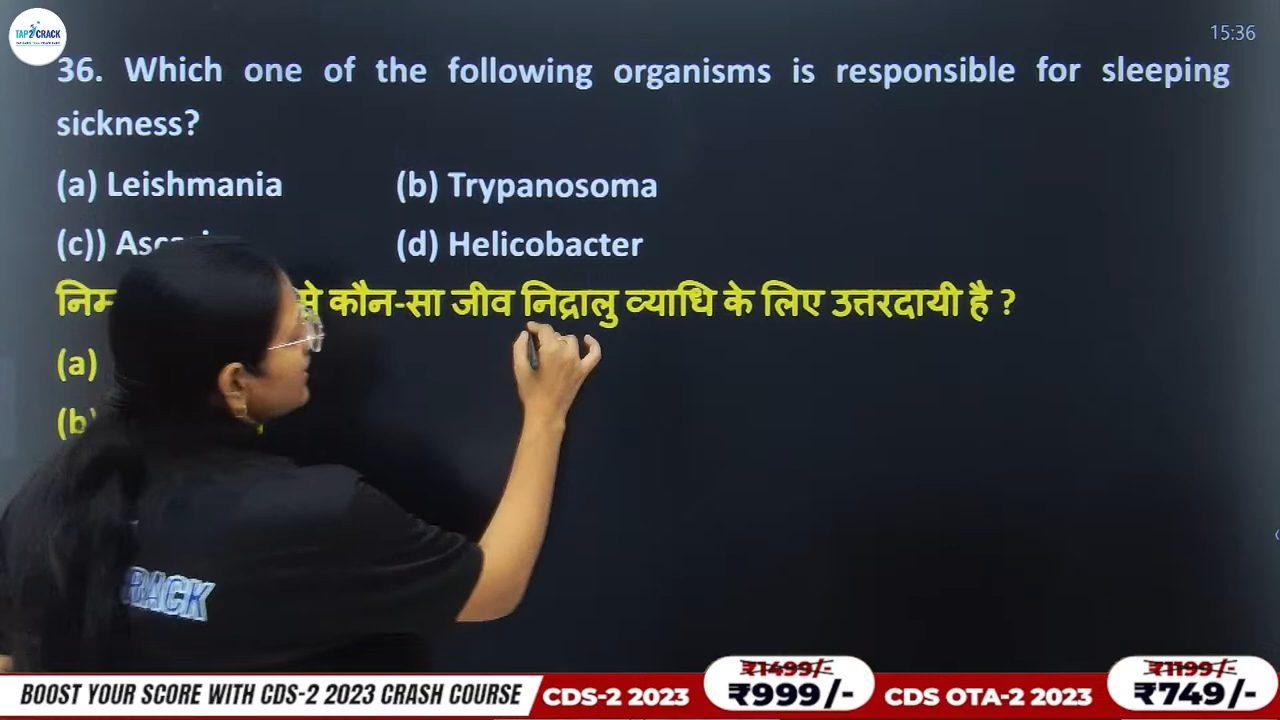 TAP2CRACK
15:36
36. Which one of the following organisms is responsible for sleeping
sickness?
(a) Leishmania (b) Trypanosoma
(c)) (d) Helicobacter
कौन-सा जीव निद्रालु व्याधि के लिए उत्तरदायी है ?
(a)
(b)
BOOST YOUR SCORE WITH CDS-2 2023 CRASH COURSE CDS-2 2023 ₹1499/- ₹999/- CDS OTA-2 2023 ₹1199/- ₹749/-